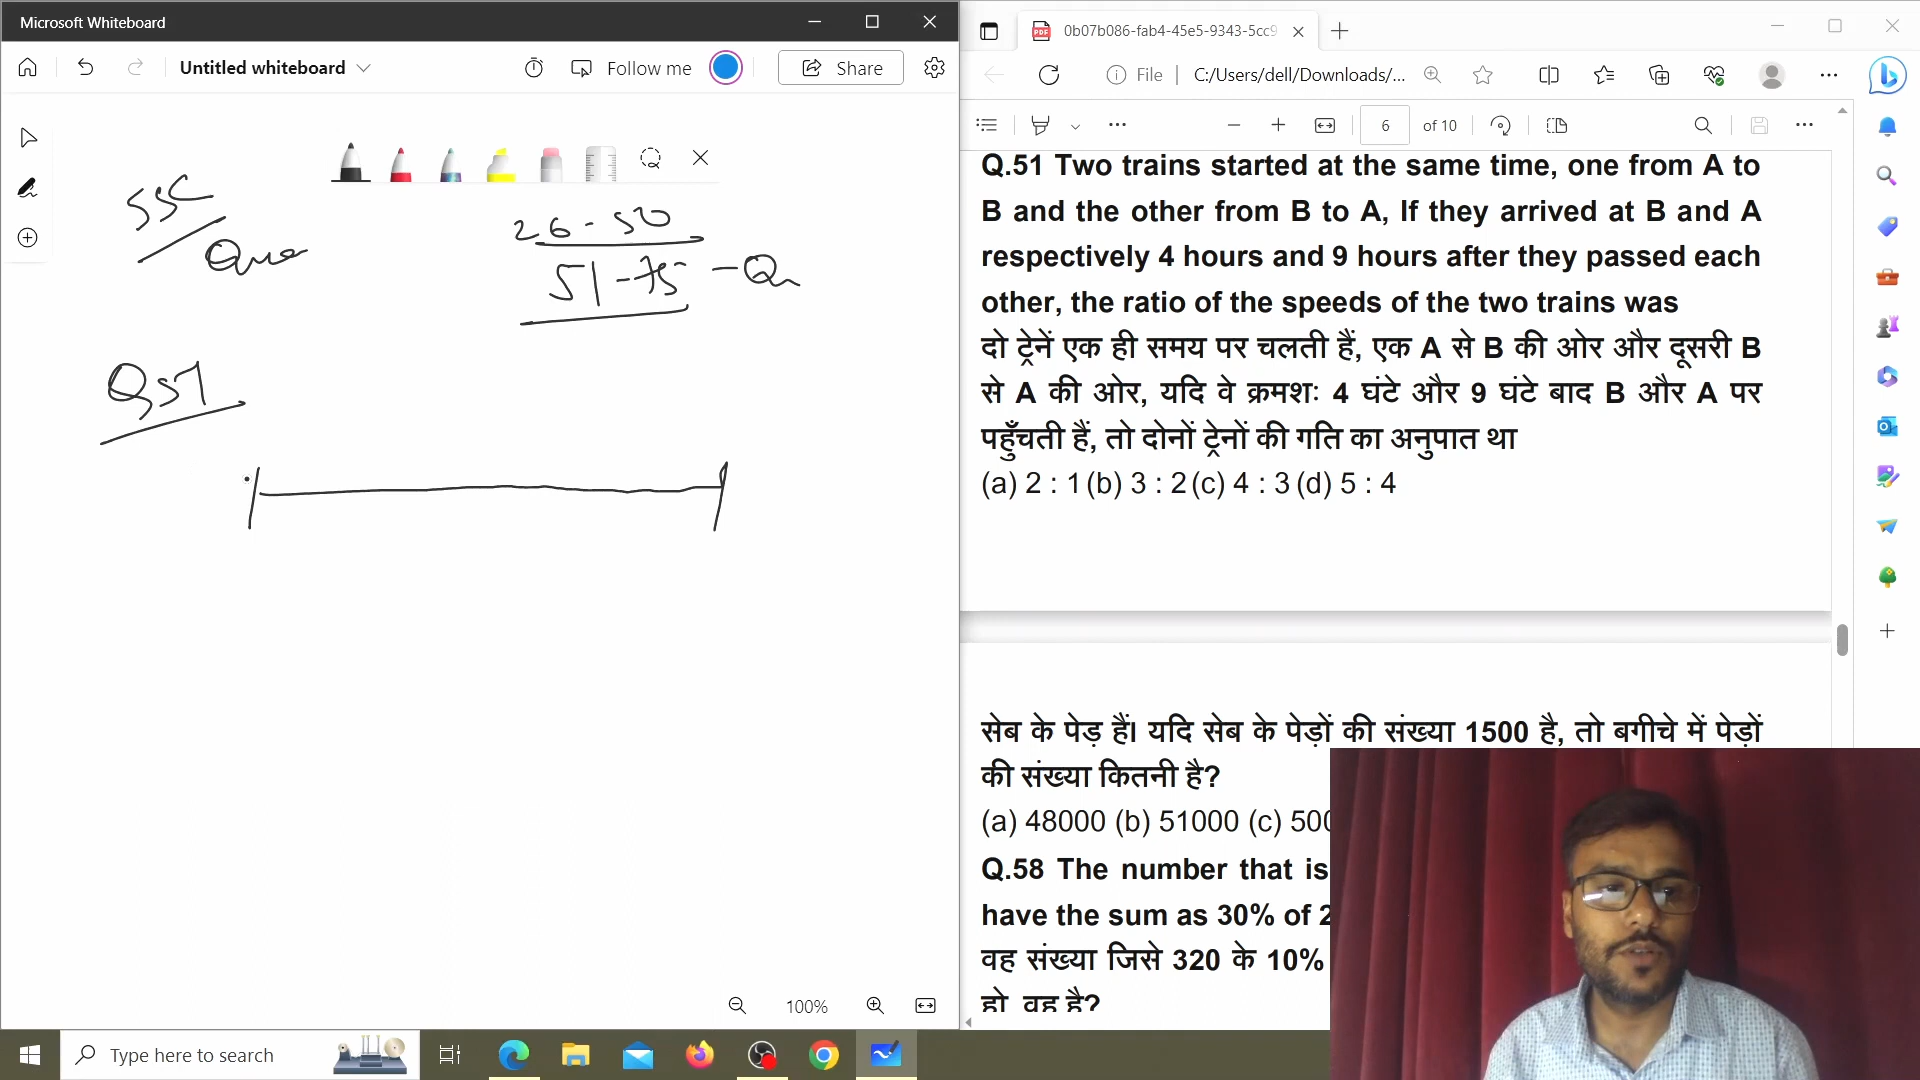 Microsoft Whiteboard
Untitled whiteboard
Follow me
Share
SSC
Que
26 - 50
51 - 75 - Qu
Q51
100%
Type here to search
0b07b086-fab4-45e5-9343-5cc9
File
C:/Users/dell/Downloads/...
6
of 10
Q.51 Two trains started at the same time, one from A to
B and the other from B to A, If they arrived at B and A
respectively 4 hours and 9 hours after they passed each
other, the ratio of the speeds of the two trains was
दो ट्रेनें एक ही समय पर चलती हैं, एक A से B की ओर और दूसरी B
से A की ओर, यदि वे क्रमशः 4 घंटे और 9 घंटे बाद B और A पर
पहुँचती हैं, तो दोनों ट्रेनों की गति का अनुपात था
(a) 2 : 1 (b) 3 : 2 (c) 4 : 3 (d) 5 : 4
सेब के पेड़ हैं। यदि सेब के पेड़ों की संख्या 1500 है, तो बगीचे में पेड़ों
की संख्या कितनी है?
(a) 48000 (b) 51000 (c) 500
Q.58 The number that is
have the sum as 30% of 2
वह संख्या जिसे 320 के 10%
हो वह है?